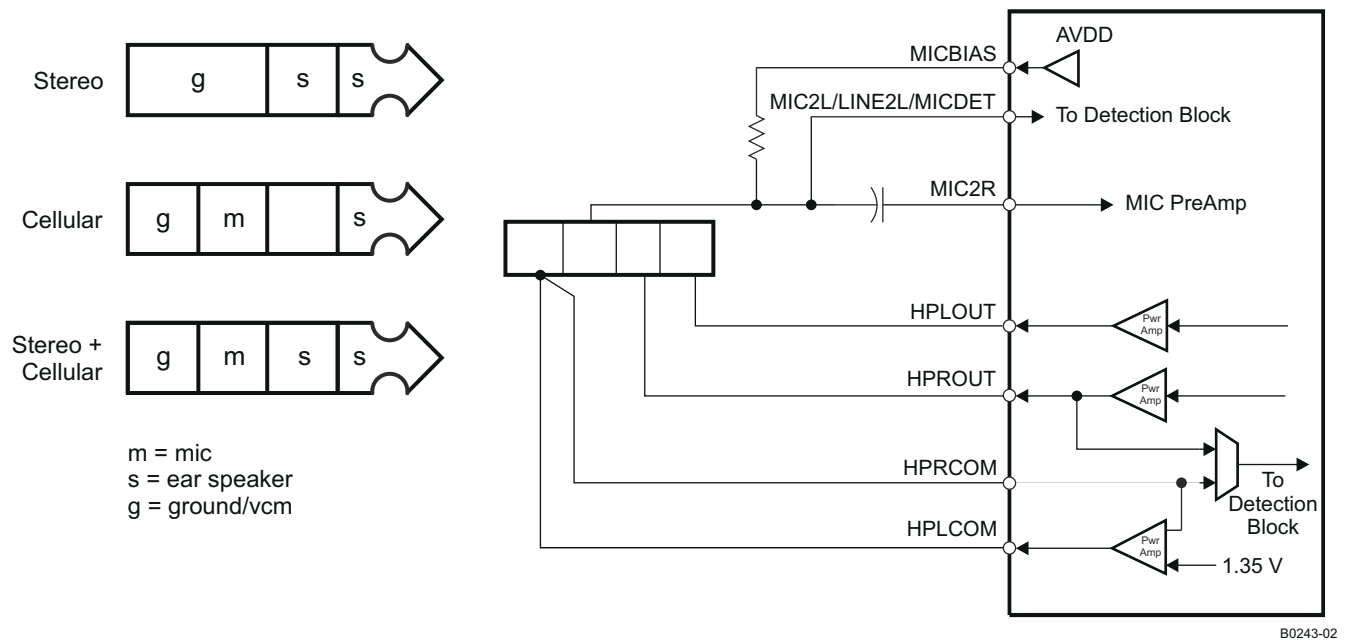 Stereo
g s s
Cellular
g m s
Stereo +
Cellular
g m s s
m = mic
s = ear speaker
g = ground/vcm
AVDD
MICBIAS
MIC2L/LINE2L/MICDET
To Detection Block
MIC2R
MIC PreAmp
HPLOUT
Pwr
Amp
HPROUT
Pwr
Amp
HPRCOM
To
Detection
Block
HPLCOM
Pwr
Amp
1.35 V
B0243-02